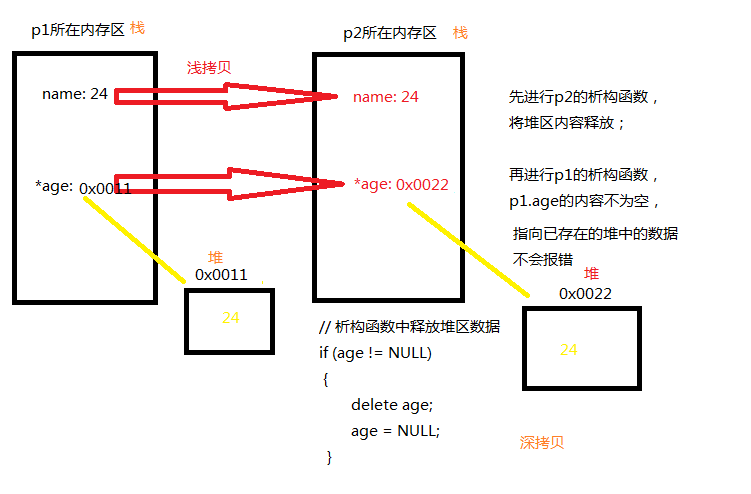 p1所在内存区 栈
p2所在内存区 栈
浅拷贝
name: 24
name: 24
*age: 0x0011
*age: 0x0022
先进行p2的析构函数，
将堆区内容释放；
再进行p1的析构函数，
p1.age的内容不为空，
指向已存在的堆中的数据
不会报错
堆
0x0011
24
堆
0x0022
24
// 析构函数中释放堆区数据
if (age != NULL)
{
delete age;
age = NULL;
}
深拷贝